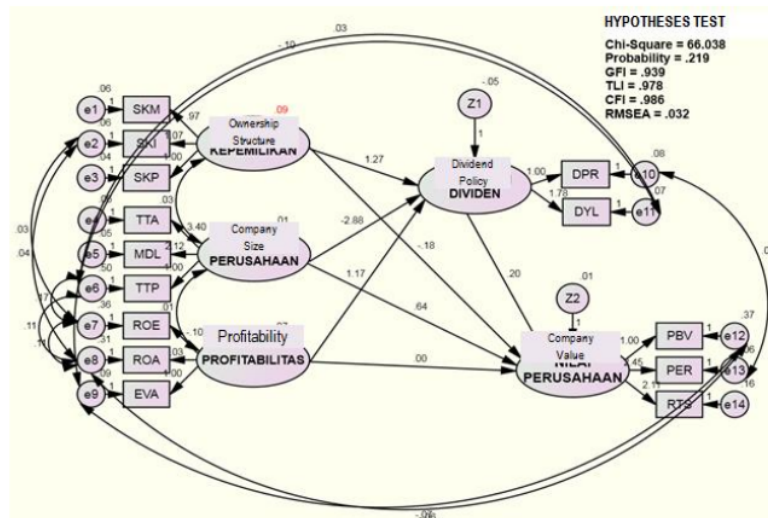 HYPOTHESES TEST
Chi-Square = 66.038
Probability = .219
GFI = .939
TLI = .978
CFI = .986
RMSEA = .032
.03
-.10
-.05
Z1
1
.06
e1
1
SKM
.97
.09
Ownership
Structure
KEPEMILIKAN
.06
e2
1
SKI
1.27
Dividend
Policy
DIVIDEN
1.00
DPR
1
.08
e10
.04
e3
1
SKP
1.00
1.78
DYL
1
e11
.07
e4
1
TTA
.03
3.40
.01
Company
Size
PERUSAHAAN
-2.88
-.18
.03
.04
.05
e5
1
MDL
2.12
1.17
.20
.01
Z2
1
.50
e6
1
TTP
1.00
.64
.17
.36
e7
1
ROE
.01
-.10
Profitability
PROFITABILITAS
.00
Company
Value
NILAI
PERUSAHAAN
1.00
PBV
1
.37
e12
.11
.31
e8
1
ROA
.03
.45
PER
1
.06
e13
.09
e9
1
EVA
1.00
2.11
RTS
1
.16
e14